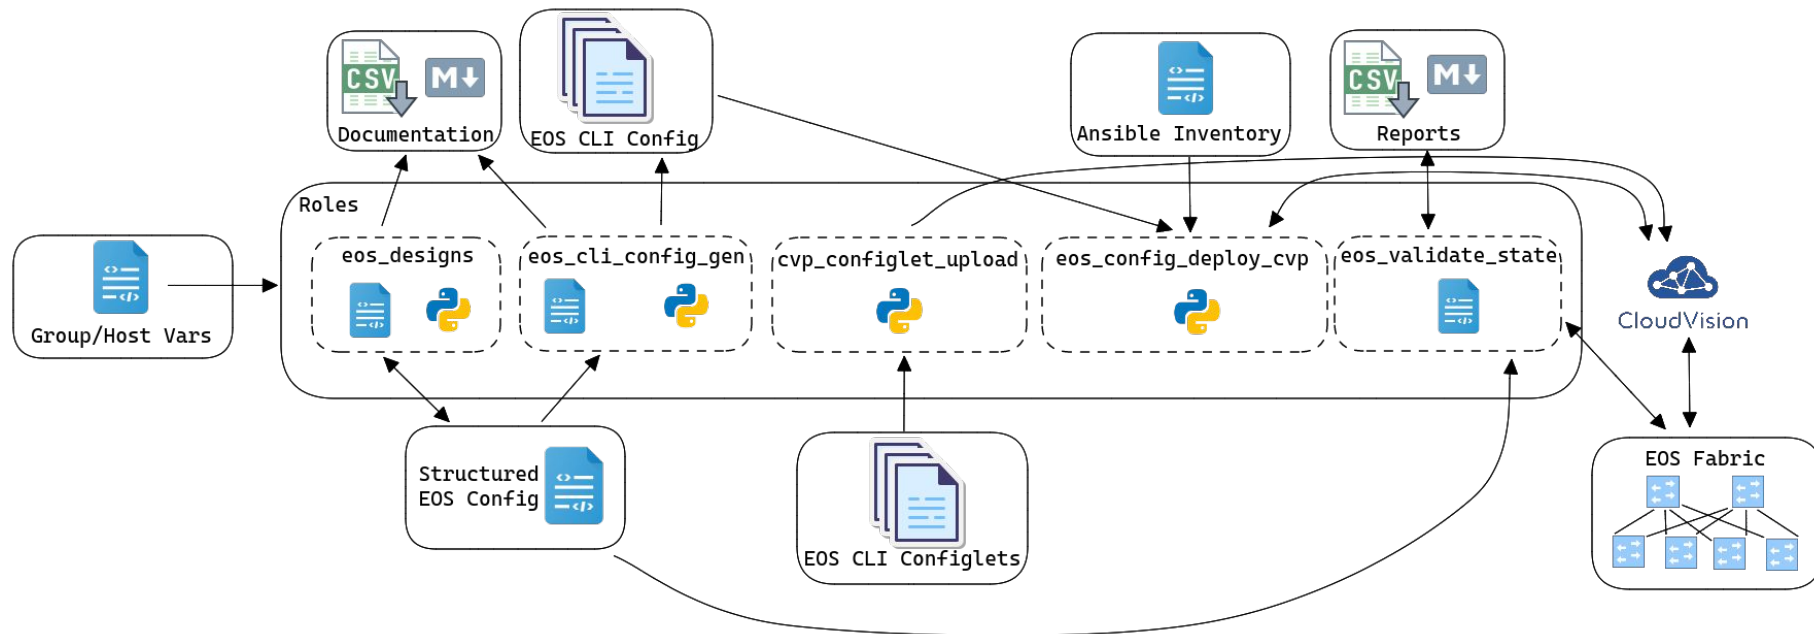 CSV
M
Documentation
EOS CLI Config
Ansible Inventory
CSV
M
Reports
Roles
Group/Host Vars
eos_designs
eos_cli_config_gen
cvp_configlet_upload
eos_config_deploy_cvp
eos_validate_state
CloudVision
Structured
EOS Config
EOS CLI Configlets
EOS Fabric